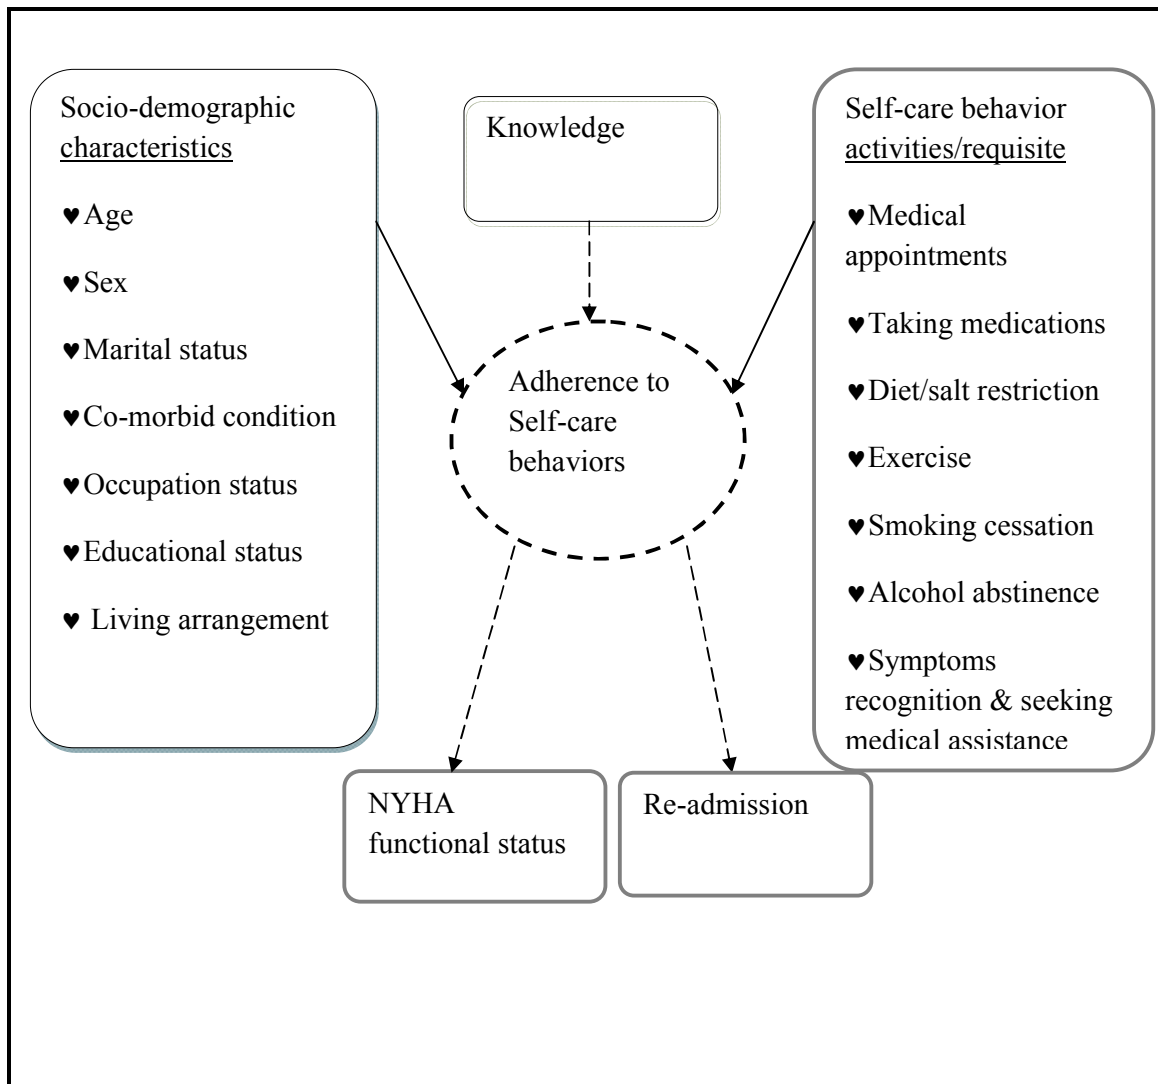 Socio-demographic
characteristics
♥Age
♥Sex
♥Marital status
♥Co-morbid condition
♥Occupation status
♥Educational status
♥ Living arrangement
Knowledge
Self-care behavior
activities/requisite
♥Medical
appointments
♥Taking medications
♥Diet/salt restriction
♥Exercise
♥Smoking cessation
♥Alcohol abstinence
♥Symptoms
recognition & seeking
medical assistance
Adherence to
Self-care
behaviors
NYHA
functional status
Re-admission